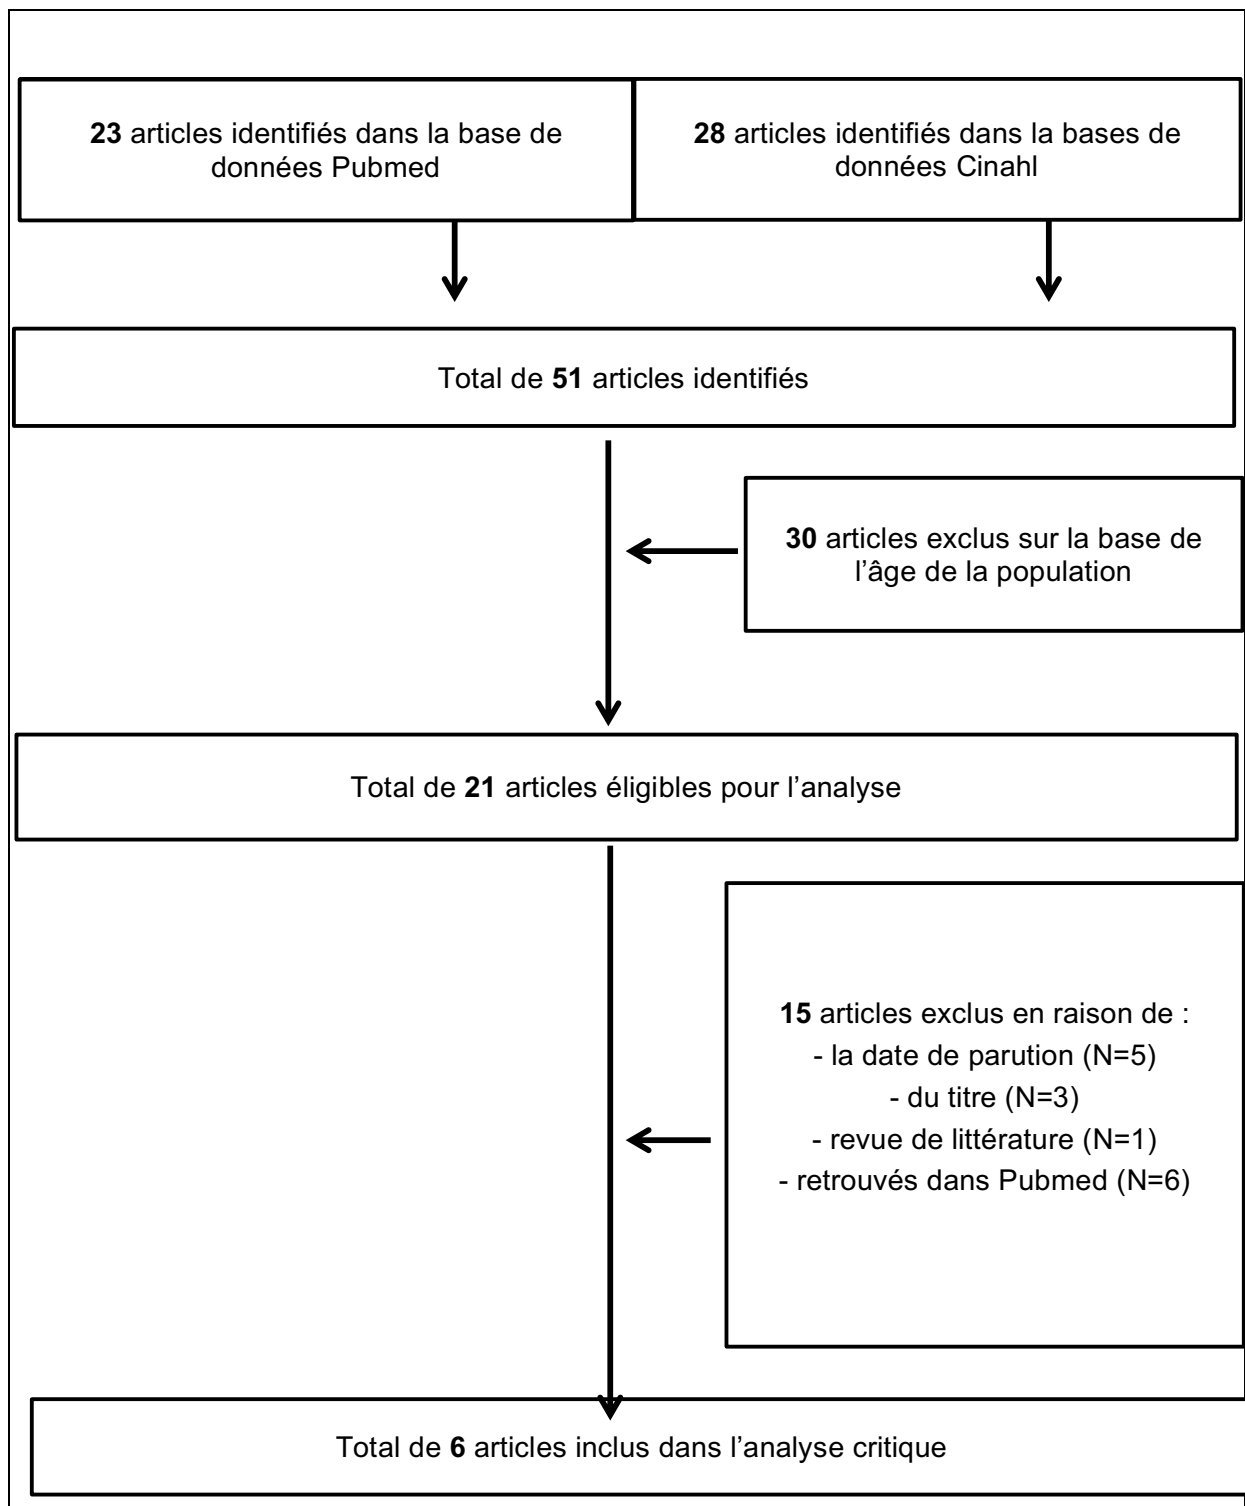 23 articles identifiés dans la base de
données Pubmed
28 articles identifiés dans la bases de
données Cinahl
Total de 51 articles identifiés
30 articles exclus sur la base de
l’âge de la population
Total de 21 articles éligibles pour l’analyse
15 articles exclus en raison de :
- la date de parution (N=5)
- du titre (N=3)
- revue de littérature (N=1)
- retrouvés dans Pubmed (N=6)
Total de 6 articles inclus dans l’analyse critique